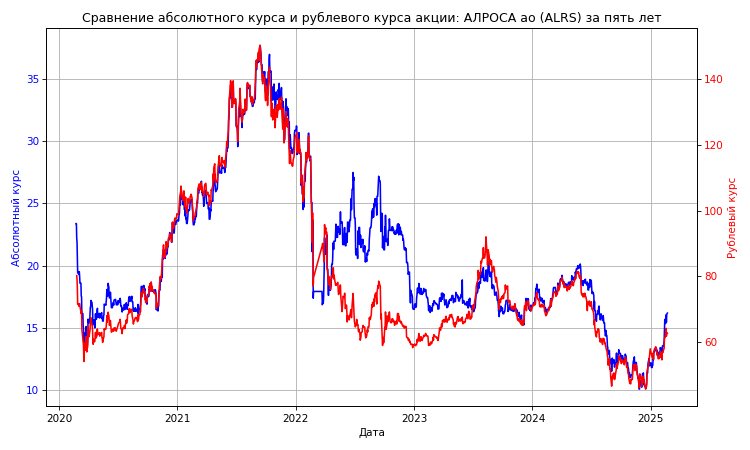 Сравнение абсолютного курса и рублевого курса акции: АЛРОСА ао (ALRS) за пять лет
Абсолютный курс
35
30
25
20
15
10
140
120
100
80
60
Рублевый курс
2020 2021 2022 2023 2024 2025
Дата